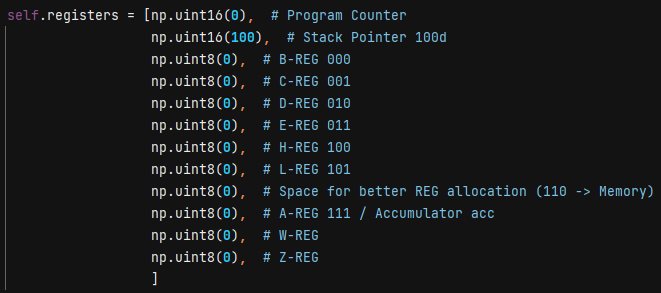 self.registers = [np.uint16(0),  # Program Counter
                  np.uint16(100),  # Stack Pointer 100d
                  np.uint8(0),  # B-REG 000
                  np.uint8(0),  # C-REG 001
                  np.uint8(0),  # D-REG 010
                  np.uint8(0),  # E-REG 011
                  np.uint8(0),  # H-REG 100
                  np.uint8(0),  # L-REG 101
                  np.uint8(0),  # Space for better REG allocation (110 -> Memory)
                  np.uint8(0),  # A-REG 111 / Accumulator acc
                  np.uint8(0),  # W-REG
                  np.uint8(0),  # Z-REG
                  ]